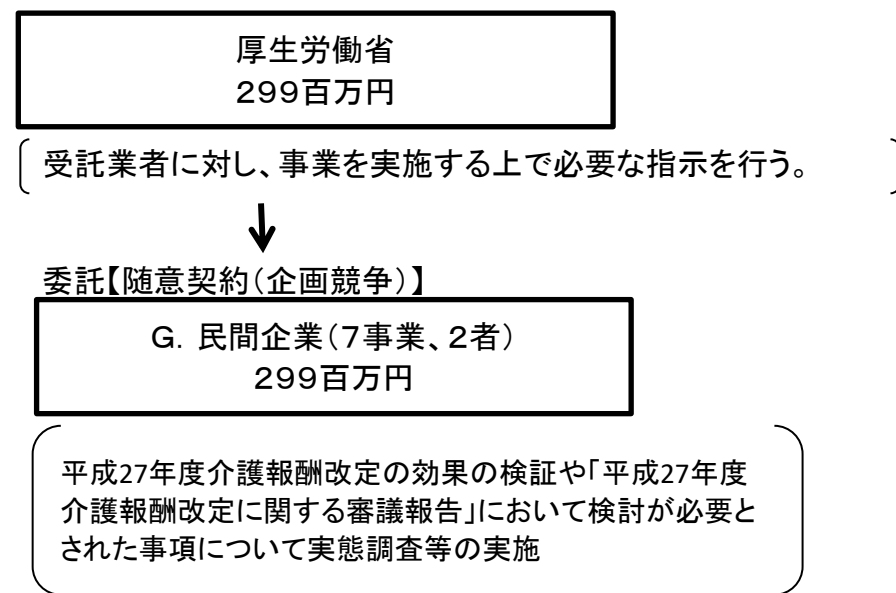 厚生労働省
299百万円
受託業者に対し、事業を実施する上で必要な指示を行う。
委託【随意契約(企画競争)】
G．民間企業(7事業、2者)
299百万円
平成27年度介護報酬改定の効果の検証や「平成27年度
介護報酬改定に関する審議報告」において検討が必要と
された事項について実態調査等の実施